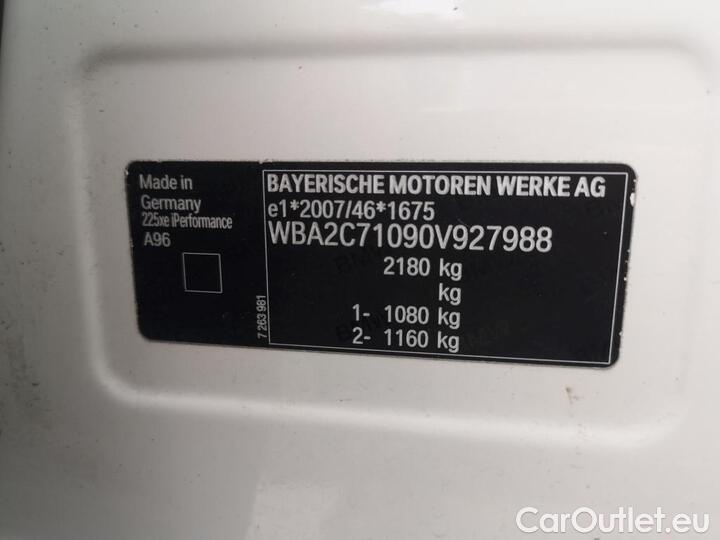 Made in
Germany
225xe iPerformance
A96
7 263 981
BAYERISCHE MOTOREN WERKE AG
e1*2007/46*1675
WBA2C71090V927988
2180 kg
kg
1- 1080 kg
2- 1160 kg
CarOutlet.eu